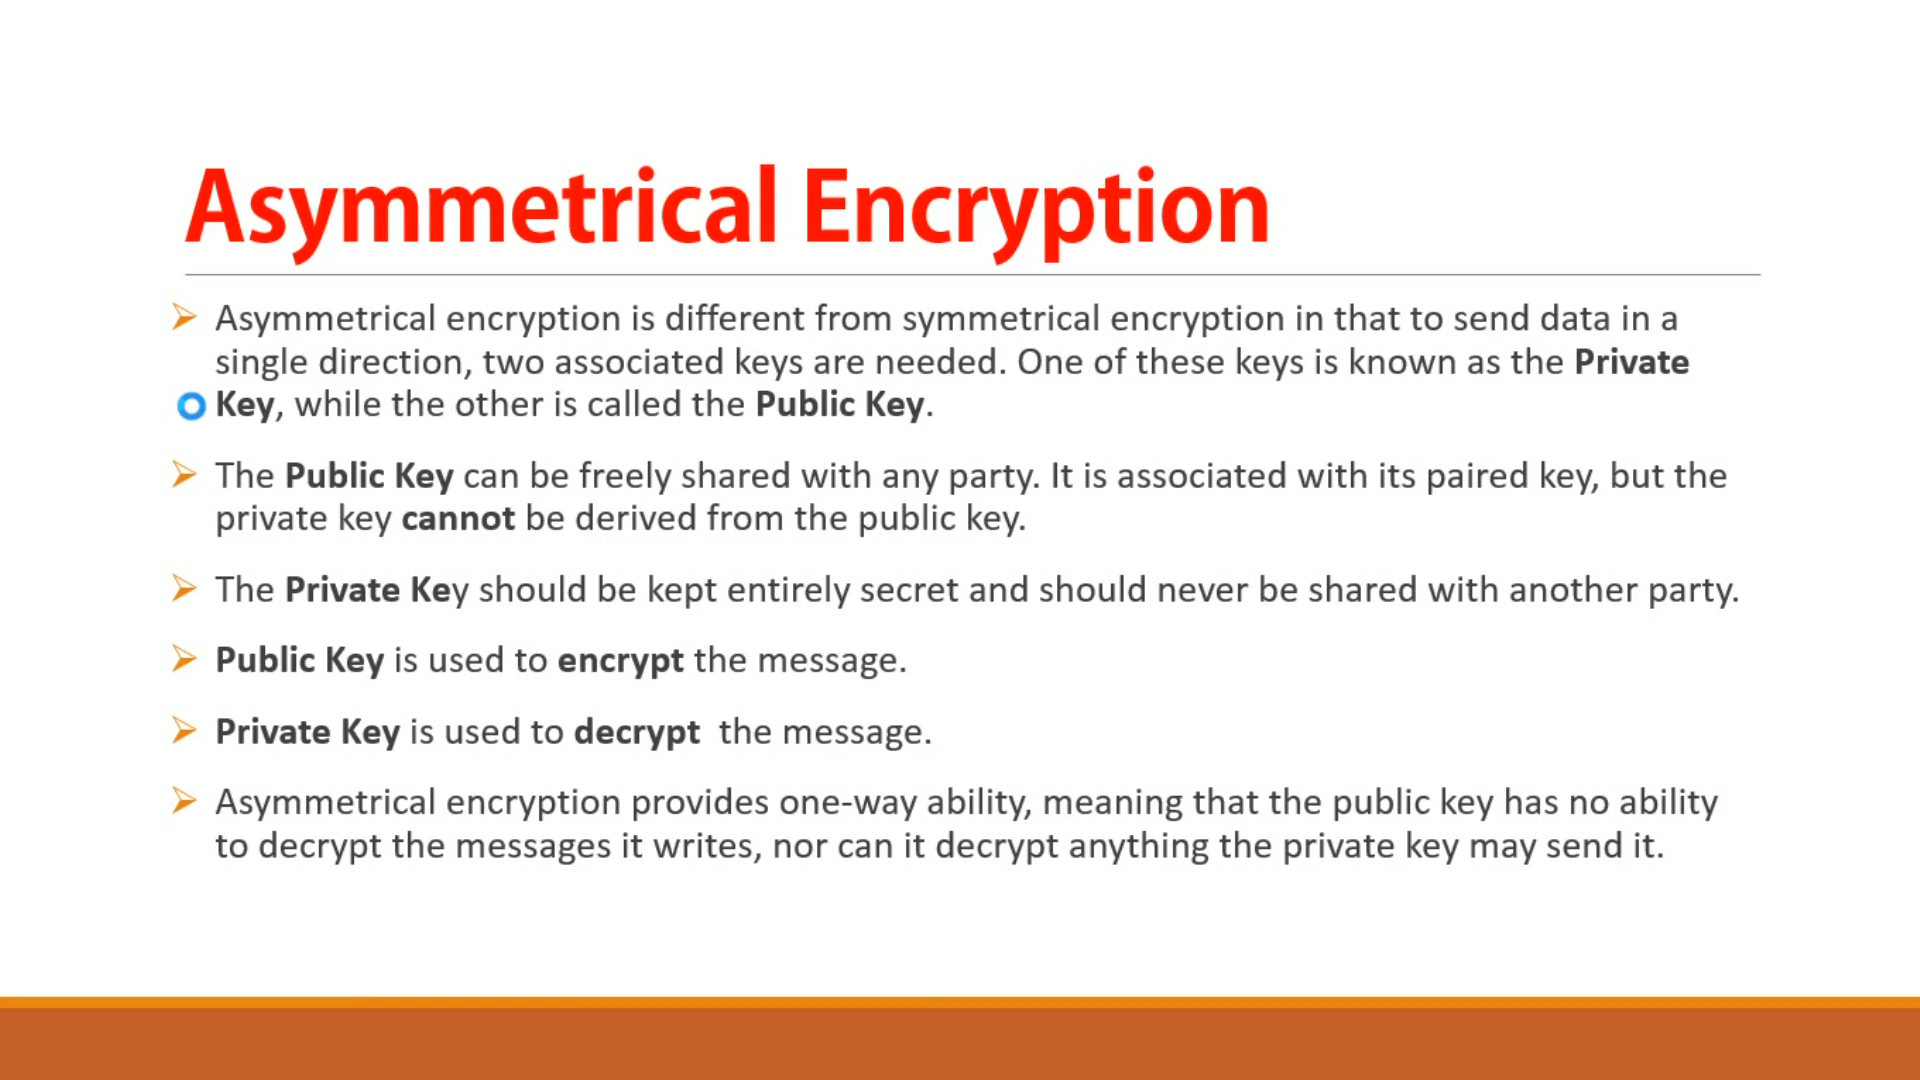 Asymmetrical Encryption
Asymmetrical encryption is different from symmetrical encryption in that to send data in a
single direction, two associated keys are needed. One of these keys is known as the Private
Key, while the other is called the Public Key.
The Public Key can be freely shared with any party. It is associated with its paired key, but the
private key cannot be derived from the public key.
The Private Key should be kept entirely secret and should never be shared with another party.
Public Key is used to encrypt the message.
Private Key is used to decrypt  the message.
Asymmetrical encryption provides one-way ability, meaning that the public key has no ability
to decrypt the messages it writes, nor can it decrypt anything the private key may send it.